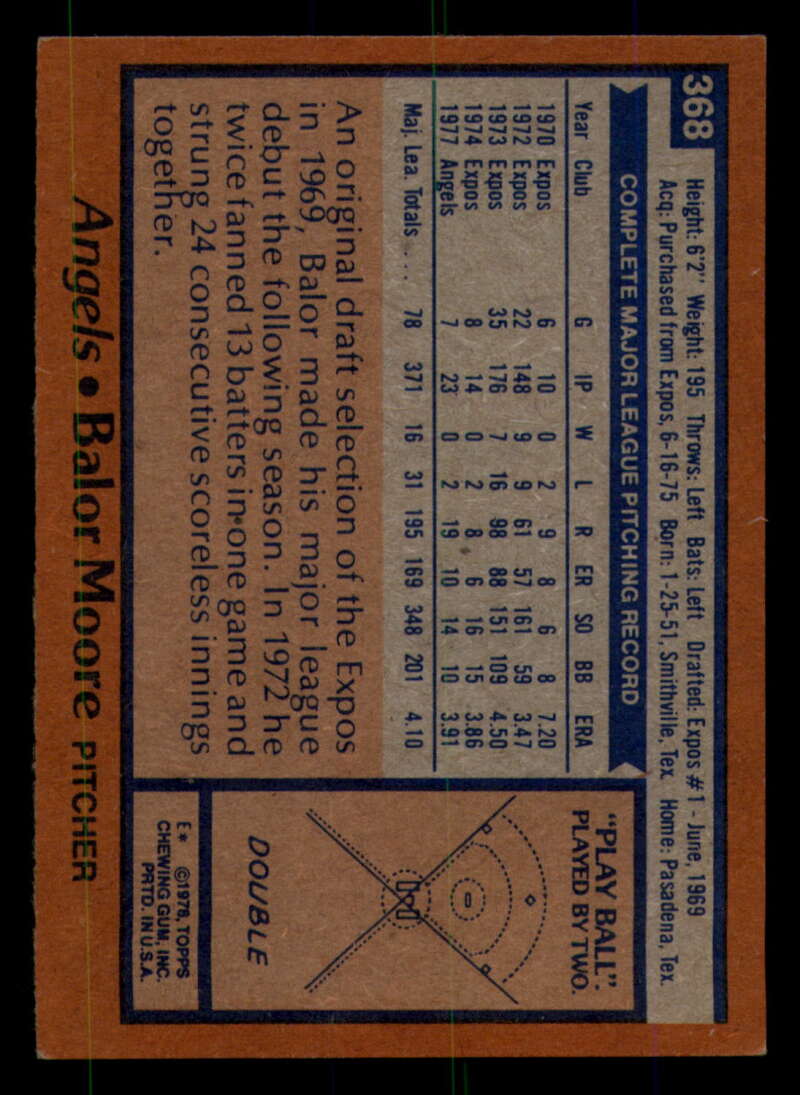 368
Height: 6'2" Weight: 195 Throws: Left Bats: Left Drafted: Expos #1 - June, 1969
Acq: Purchased from Expos, 6-16-75 Born: 1-25-51, Smithville, Tex. Home: Pasadena, Tex.
COMPLETE MAJOR LEAGUE PITCHING RECORD
Year Club G IP W L R ER SO BB ERA
1970 Expos 6 10 0 2 9 8 6 8 7.20
1972 Expos 22 148 9 9 61 57 161 59 3.47
1973 Expos 35 176 7 16 98 88 151 109 4.50
1974 Expos 8 14 0 2 8 6 16 15 3.86
1977 Angels 7 23 0 2 19 10 14 10 3.91
Maj. Lea. Totals .... 78 371 16 31 195 169 348 201 4.10
An original draft selection of the Expos
in 1969, Balor made his major league
debut the following season. In 1972 he
twice fanned 13 batters in one game and
strung 24 consecutive scoreless innings
together.
"PLAY BALL"-
PLAYED BY TWO.
DOUBLE
E* ©1978, TOPPS
CHEWING GUM, INC.
PRTD. IN U.S.A.
Angels • Balor Moore PITCHER